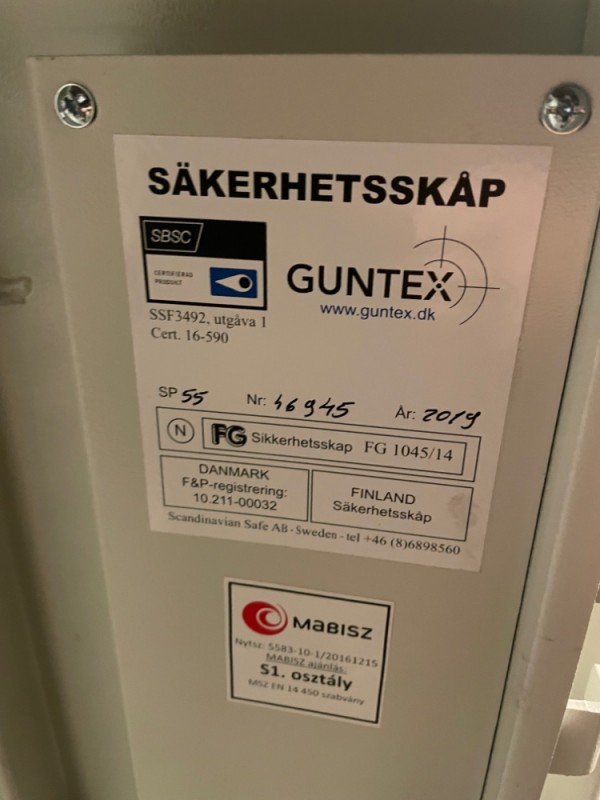 SÄKERHETSSKÅP
SBSC
CERTIFIERAD
PRODUKT
GUNTEX
www.guntex.dk
SSF3492, utgåva 1
Cert. 16-590
SP 55 Nr: 46945 År: 2019
N FG Sikkerhetsskap FG 1045/14
DANMARK
F&P-registrering:
10.211-00032
FINLAND
Säkerhetsskåp
Scandinavian Safe AB - Sweden - tel +46 (8)6898560
MABISZ
Nytsz: 5583-10-1/20161215
MABISZ ajánlás:
S1. osztály
MSZ EN 14 450 szabvány